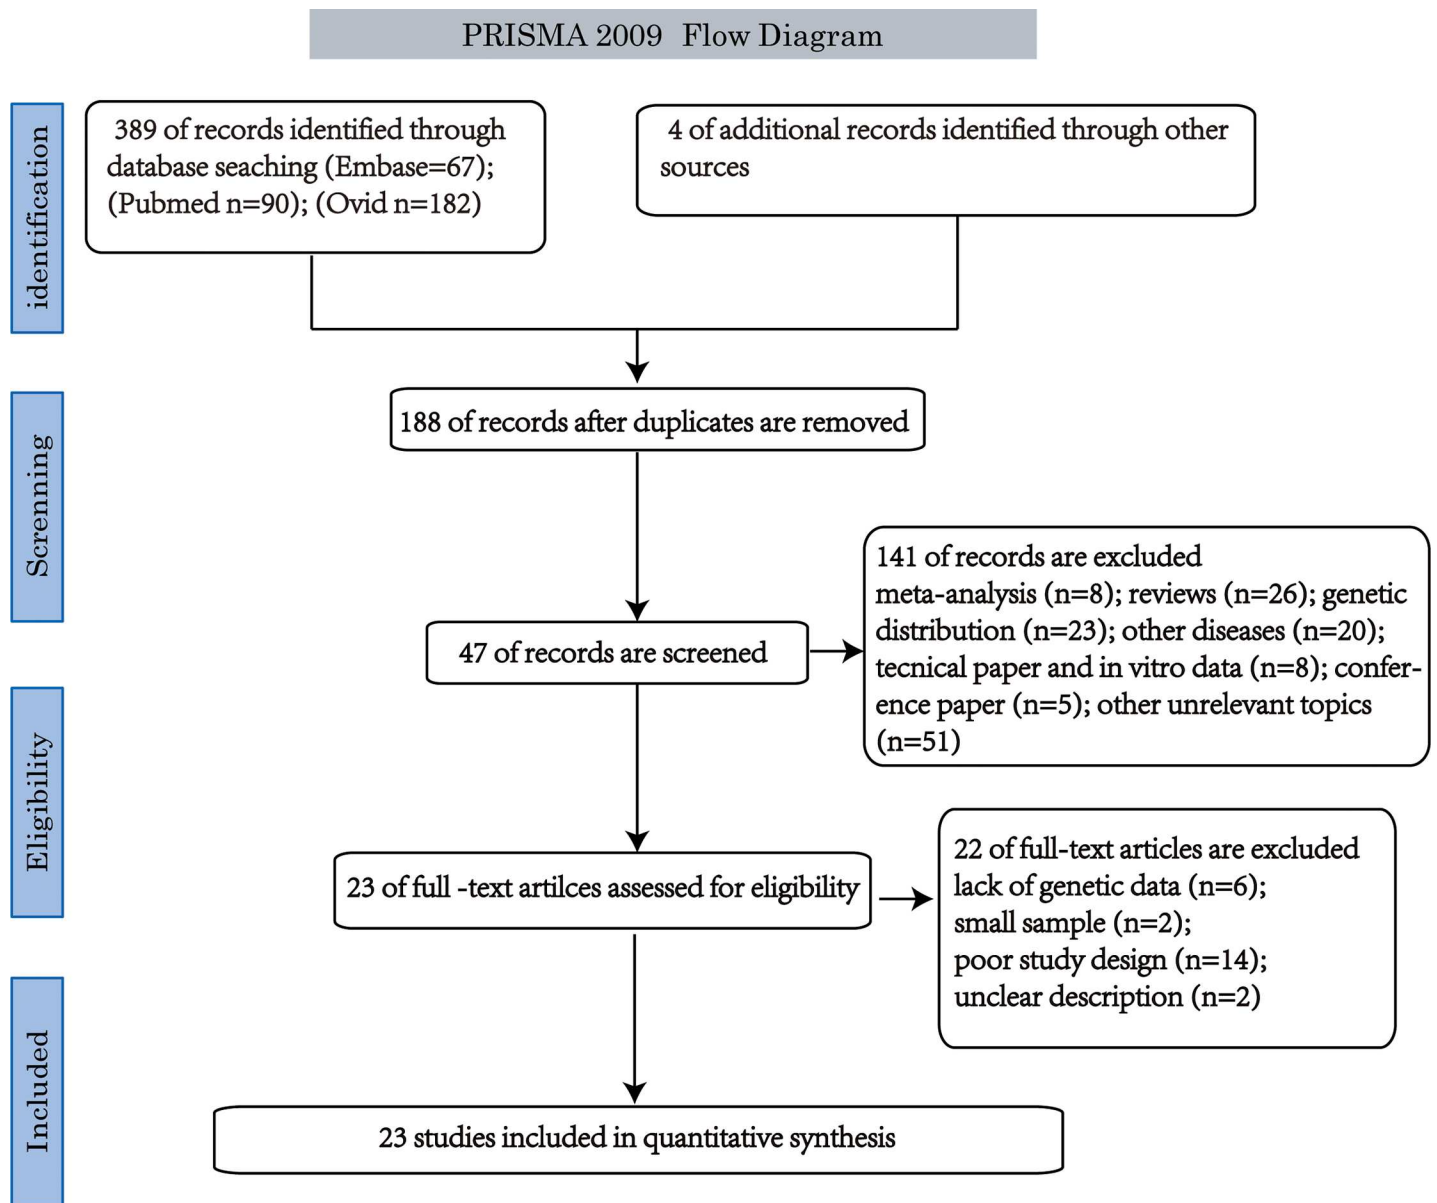 PRISMA 2009 Flow Diagram
identification
389 of records identified through
database seaching (Embase=67);
(Pubmed n=90); (Ovid n=182)
4 of additional records identified through other
sources
Screnning
188 of records after duplicates are removed
47 of records are screened
141 of records are excluded
meta-analysis (n=8); reviews (n=26); genetic
distribution (n=23); other diseases (n=20);
tecnical paper and in vitro data (n=8); confer-
ence paper (n=5); other unrelevant topics
(n=51)
Eligibility
23 of full -text artilces assessed for eligibility
22 of full-text articles are excluded
lack of genetic data (n=6);
small sample (n=2);
poor study design (n=14);
unclear description (n=2)
Included
23 studies included in quantitative synthesis